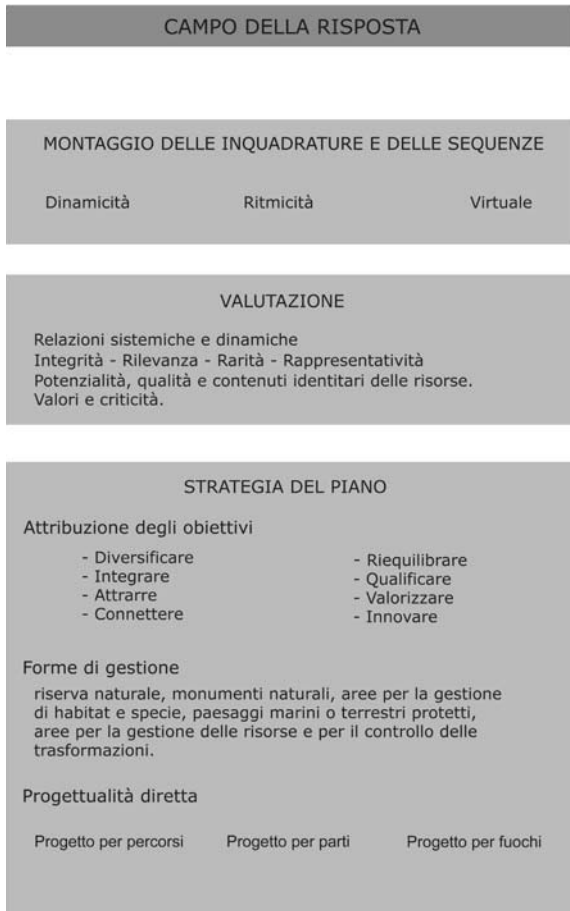 CAMPO DELLA RISPOSTA
MONTAGGIO DELLE INQUADRATURE E DELLE SEQUENZE
Dinamicità Ritmicità Virtuale
VALUTAZIONE
Relazioni sistemiche e dinamiche
Integrità - Rilevanza - Rarità - Rappresentatività
Potenzialità, qualità e contenuti identitari delle risorse.
Valori e criticità.
STRATEGIA DEL PIANO
Attribuzione degli obiettivi
- Diversificare
- Integrare
- Attrarre
- Connettere
- Riequilibrare
- Qualificare
- Valorizzare
- Innovare
Forme di gestione
riserva naturale, monumenti naturali, aree per la gestione
di habitat e specie, paesaggi marini o terrestri protetti,
aree per la gestione delle risorse e per il controllo delle
trasformazioni.
Progettualità diretta
Progetto per percorsi Progetto per parti Progetto per fuochi